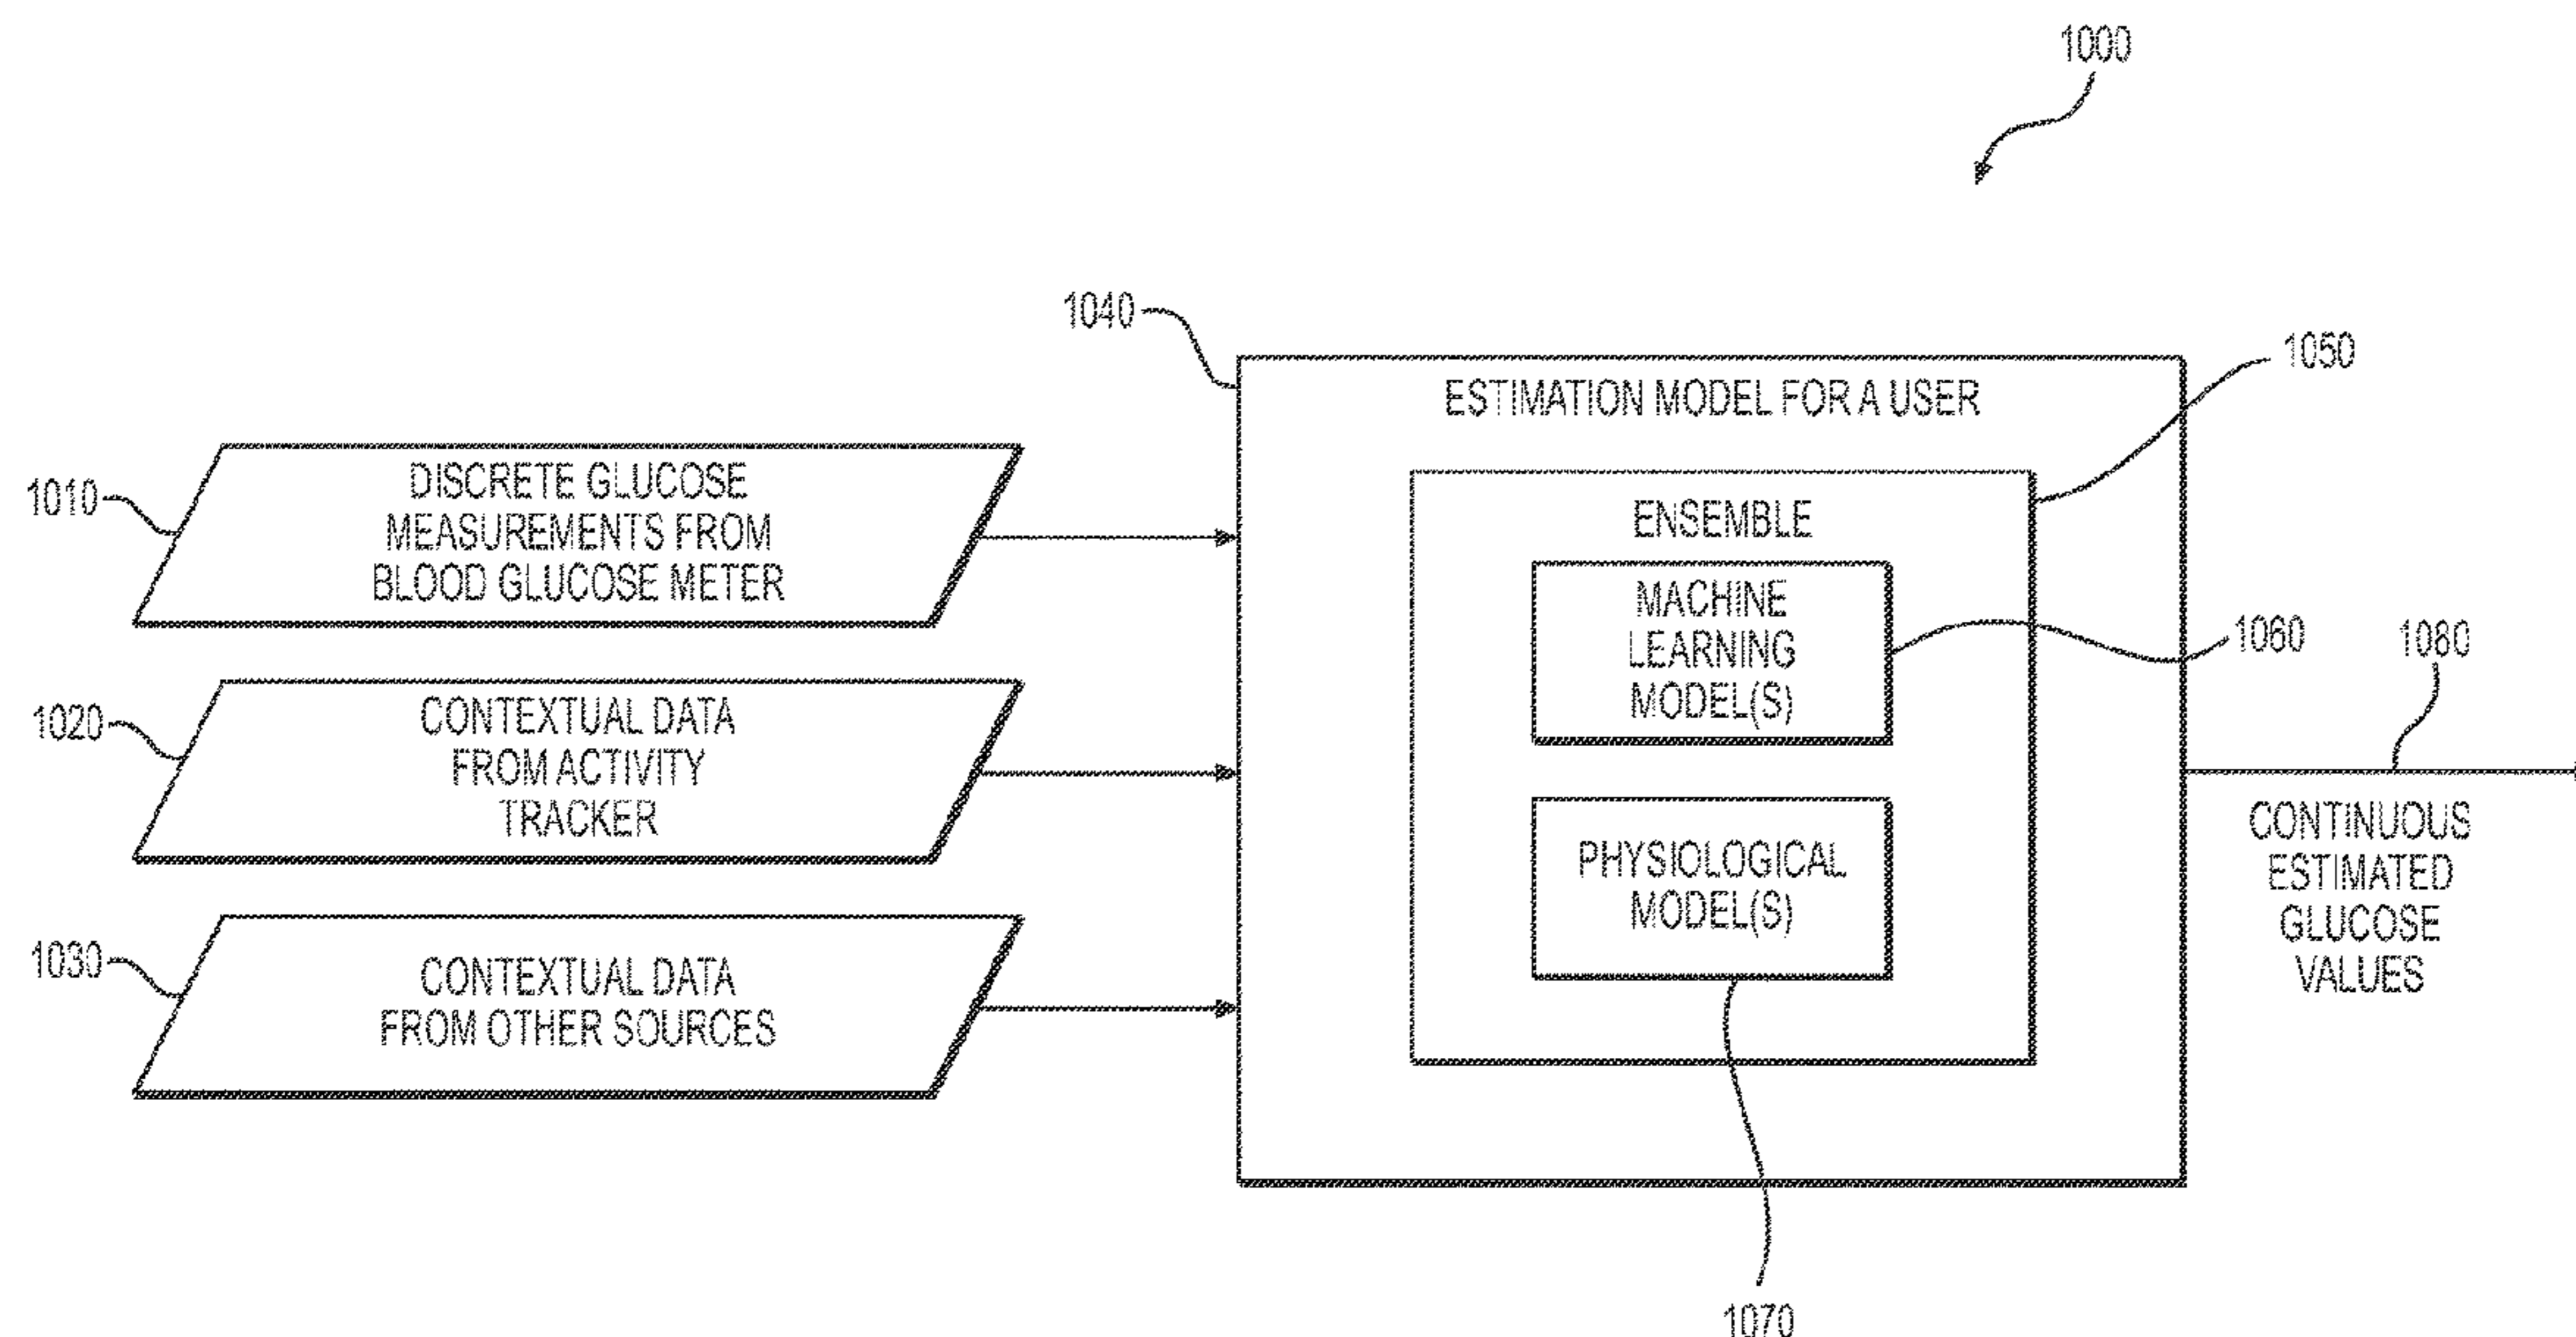 1000
1040
ESTIMATION MODEL FOR A USER
1050
1010
DISCRETE GLUCOSE
MEASUREMENTS FROM
BLOOD GLUCOSE METER
ENSEMBLE
MACHINE
LEARNING
MODEL(S)
1060
1080
1020
CONTEXTUAL DATA
FROM ACTIVITY
TRACKER
PHYSIOLOGICAL
MODEL(S)
CONTINUOUS
ESTIMATED
GLUCOSE
VALUES
1030
CONTEXTUAL DATA
FROM OTHER SOURCES
1070